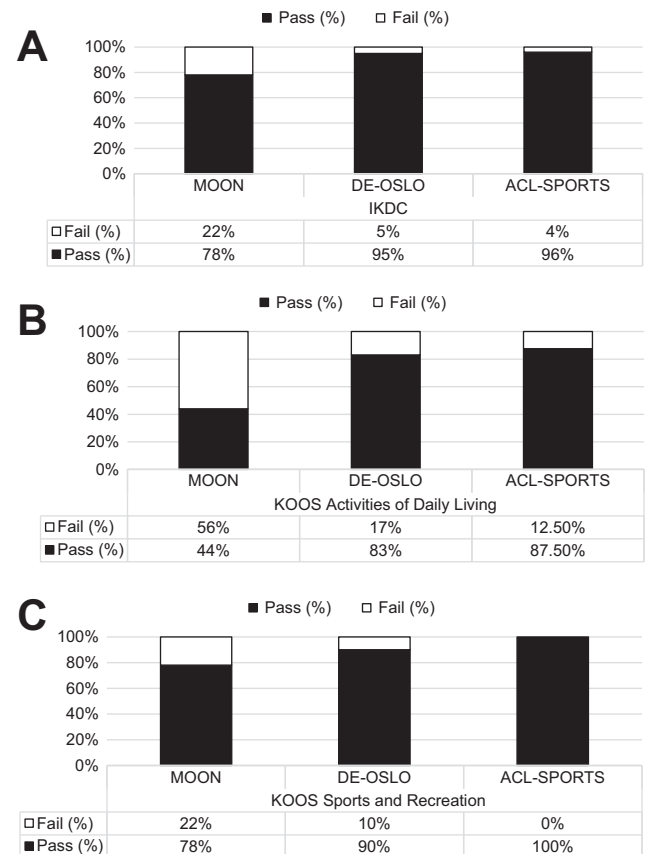 ■ Pass (%) □ Fail (%)
A
100%
80%
60%
40%
20%
0%
MOON DE-OSLO ACL-SPORTS
IKDC
□Fail (%) 22% 5% 4%
■Pass (%) 78% 95% 96%
■ Pass (%) □ Fail (%)
B
100%
80%
60%
40%
20%
0%
MOON DE-OSLO ACL-SPORTS
KOOS Activities of Daily Living
□Fail (%) 56% 17% 12.50%
■Pass (%) 44% 83% 87.50%
■ Pass (%) □ Fail (%)
C
100%
80%
60%
40%
20%
0%
MOON DE-OSLO ACL-SPORTS
KOOS Sports and Recreation
□Fail (%) 22% 10% 0%
■Pass (%) 78% 90% 100%